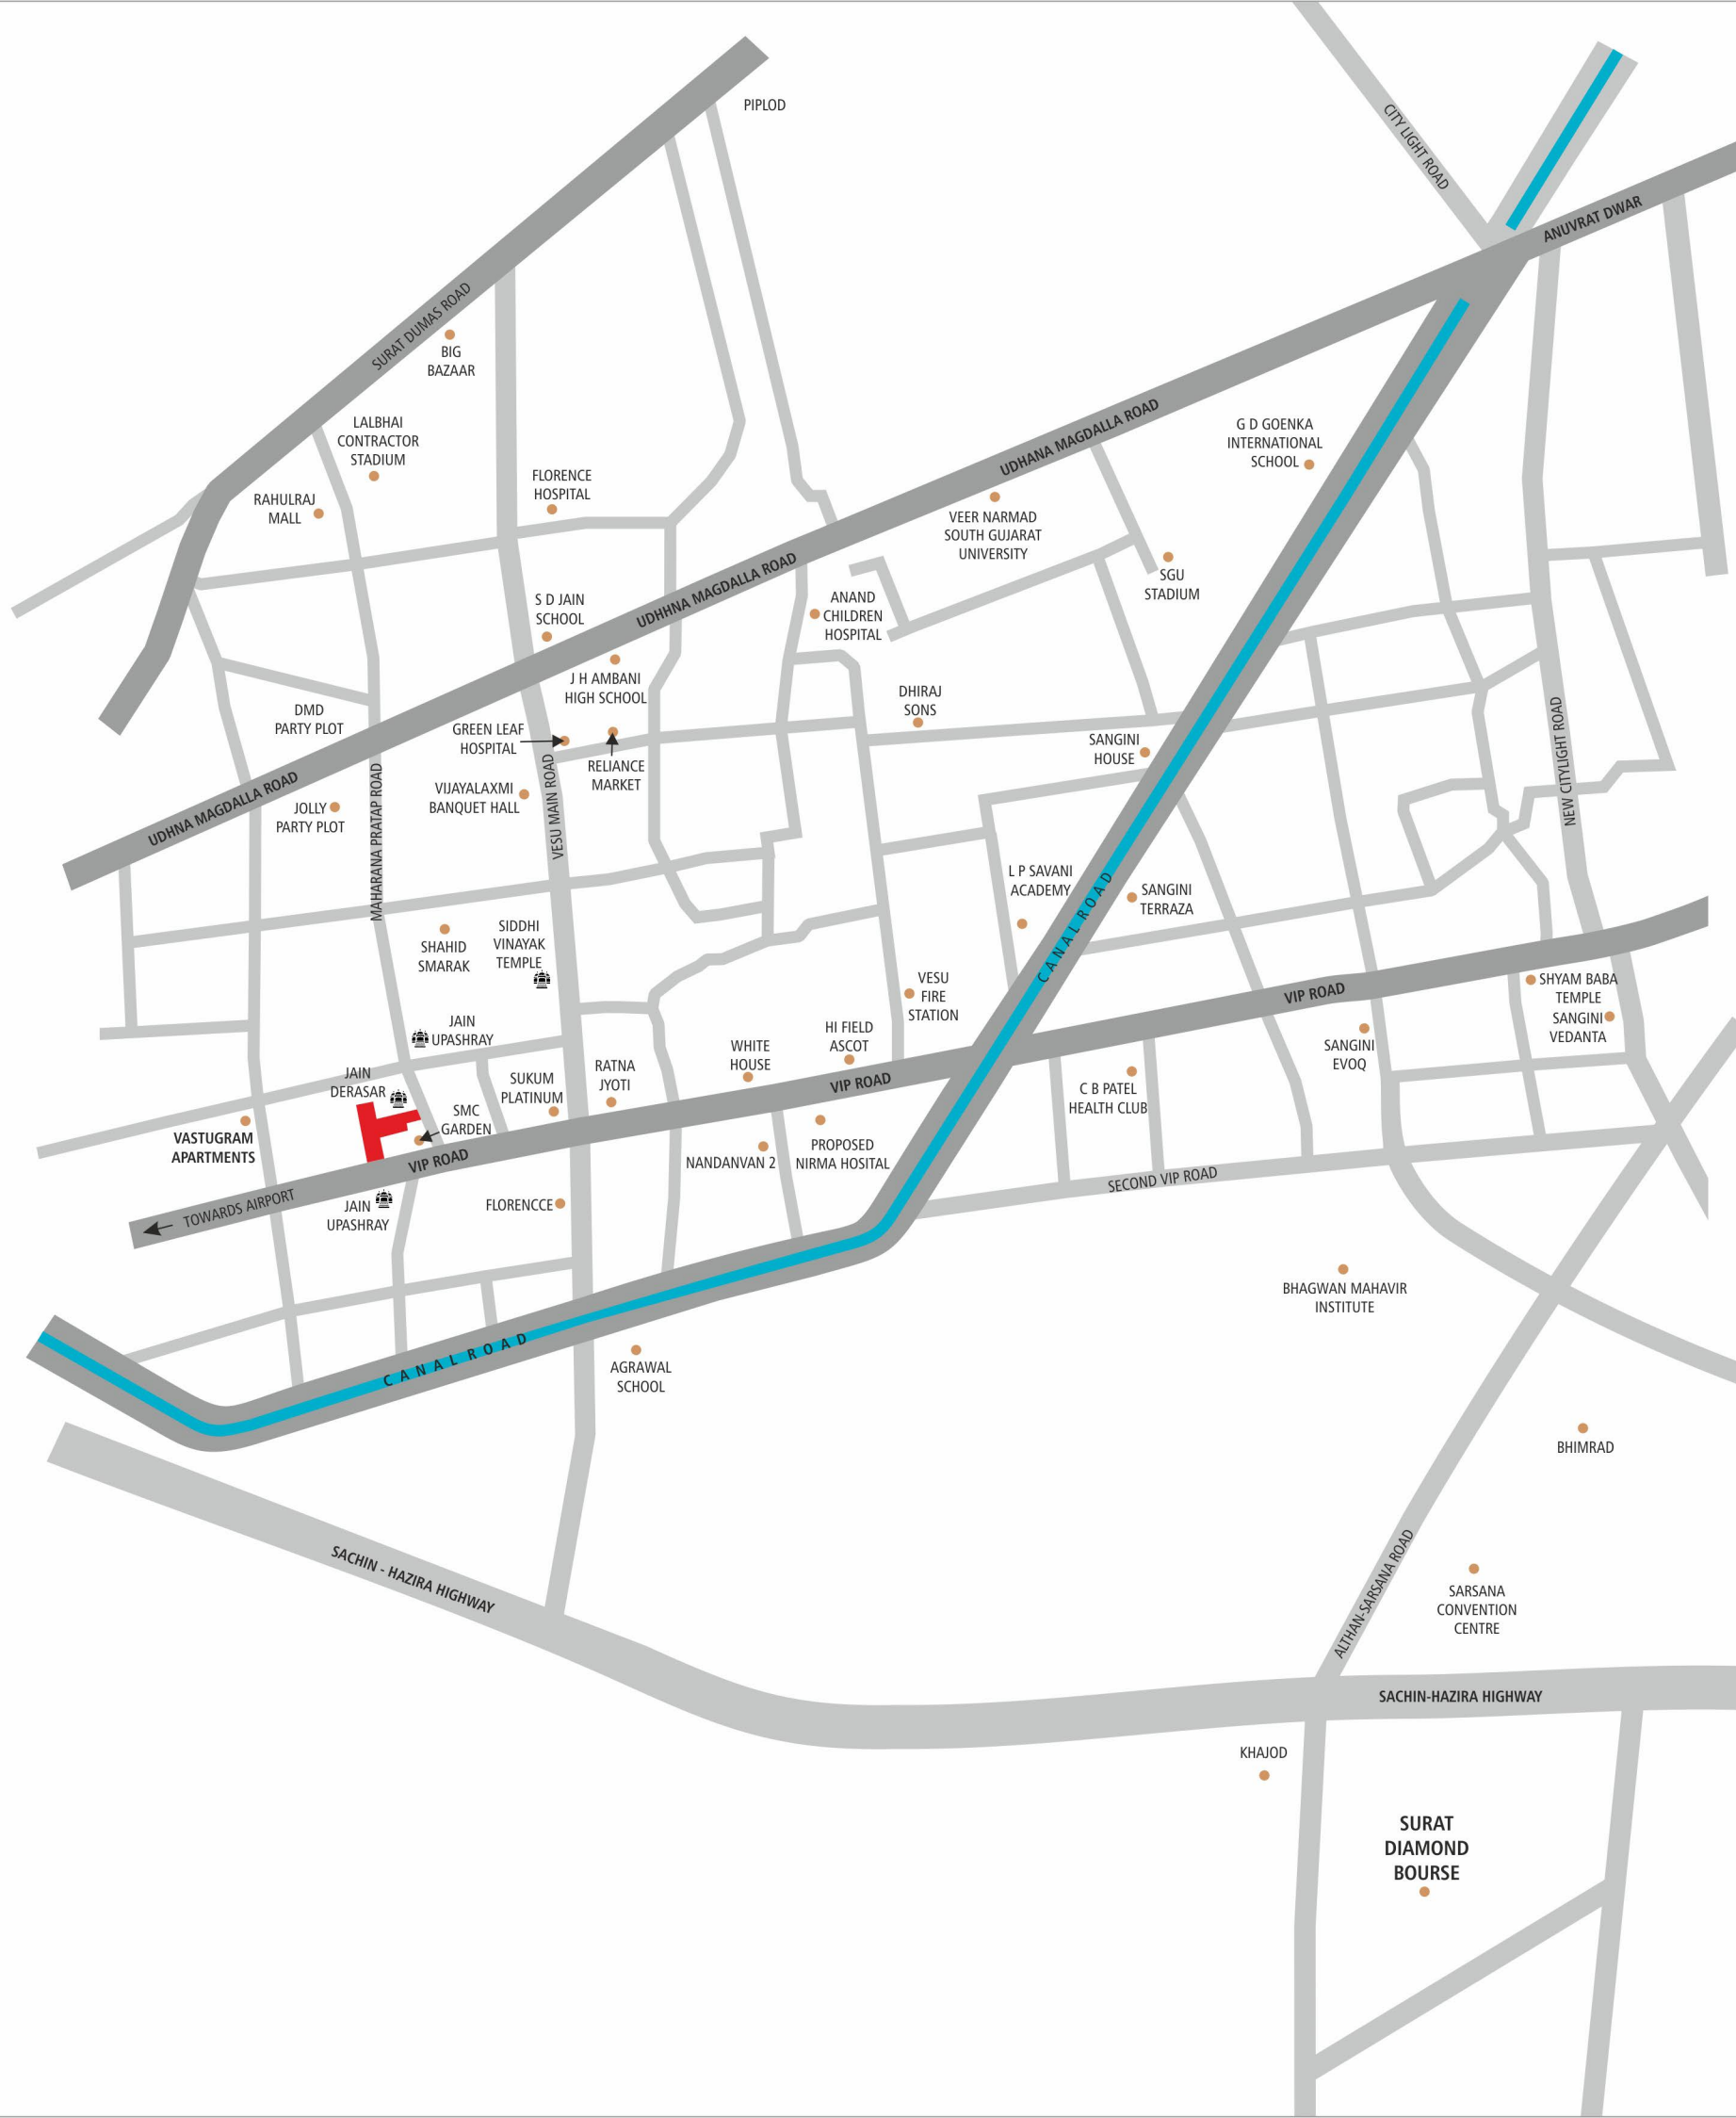 PIPLOD
CITY LIGHT ROAD
ANUVRAT DWAR
SURAT DUMAS ROAD
BIG
BAZAAR
LALBHAI
CONTRACTOR
STADIUM
RAHULRAJ
MALL
FLORENCE
HOSPITAL
UDHANA MAGDALLA ROAD
G D GOENKA
INTERNATIONAL
SCHOOL
VEER NARMAD
SOUTH GUJARAT
UNIVERSITY
SGU
STADIUM
UDHHNA MAGDALLA ROAD
S D JAIN
SCHOOL
ANAND
CHILDREN
HOSPITAL
J H AMBANI
HIGH SCHOOL
DHIRAJ
SONS
DMD
PARTY PLOT
GREEN LEAF
HOSPITAL
SANGINI
HOUSE
RELIANCE
MARKET
NEW CITYLIGHT ROAD
UDHNA MAGDALLA ROAD
JOLLY
PARTY PLOT
MAHARANA PRATAP ROAD
VIJAYALAXMI
BANQUET HALL
VESU MAIN ROAD
L P SAVANI
ACADEMY
CANAL ROAD
SANGINI
TERRAZA
SHAHID
SMARAK
SIDDHI
VINAYAK
TEMPLE
VESU
FIRE
STATION
VIP ROAD
SHYAM BABA
TEMPLE
SANGINI
VEDANTA
JAIN
UPASHRAY
HI FIELD
ASCOT
WHITE
HOUSE
SANGINI
EVOQ
RATNA
JYOTI
JAIN
DERASAR
SUKUM
PLATINUM
VIP ROAD
C B PATEL
HEALTH CLUB
SMC
GARDEN
VASTUGRAM
APARTMENTS
VIP ROAD
NANDANVAN 2
PROPOSED
NIRMA HOSITAL
SECOND VIP ROAD
TOWARDS AIRPORT
JAIN
UPASHRAY
FLORENCCE
BHAGWAN MAHAVIR
INSTITUTE
CANAL ROAD
AGRAWAL
SCHOOL
BHIMRAD
SACHIN - HAZIRA HIGHWAY
ALTHAN-SARSANA ROAD
SARSANA
CONVENTION
CENTRE
SACHIN-HAZIRA HIGHWAY
KHAJOD
SURAT
DIAMOND
BOURSE